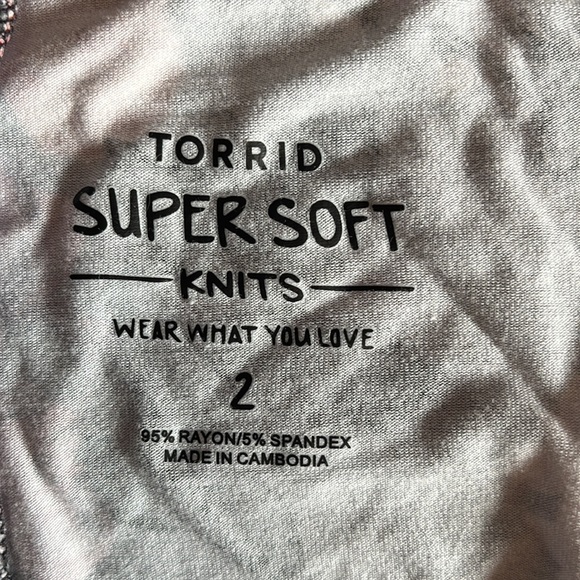 TORRID
SUPER SOFT
KNITS
WEAR WHAT YOU LOVE
2
95% RAYON/5% SPANDEX
MADE IN CAMBODIA